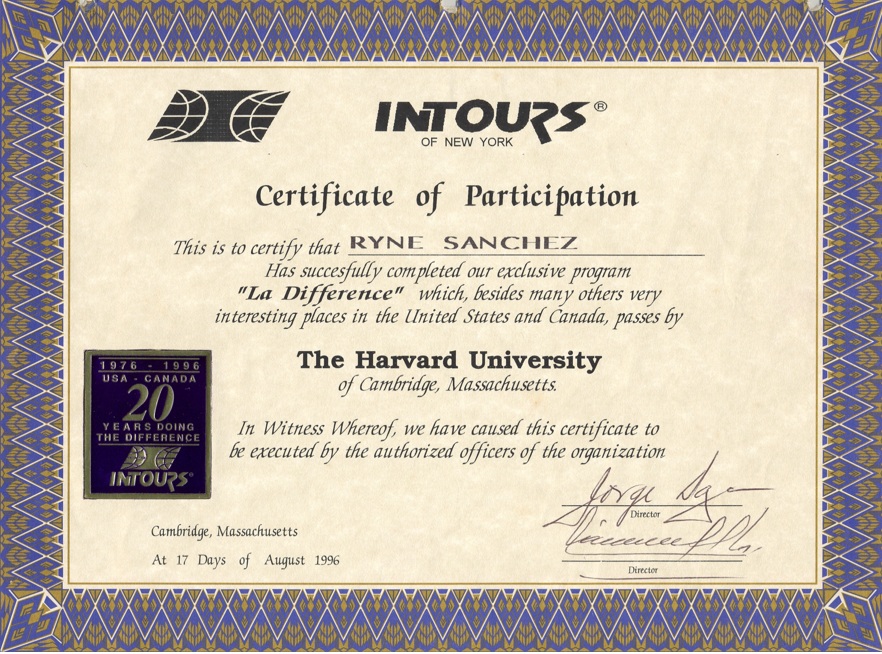 INTOURS®
OF NEW YORK
Certificate of Participation
This is to certify that RYNE SANCHEZ
Has succesfully completed our exclusive program
"La Difference" which, besides many others very
interesting places in the United States and Canada, passes by
The Harvard University
of Cambridge, Massachusetts.
In Witness Whereof, we have caused this certificate to
be executed by the authorized officers of the organization
1976 - 1996
USA - CANADA
20
YEARS DOING
THE DIFFERENCE
INTOURS®
Jorge
Director
Director
Cambridge, Massachusetts
At 17 Days of August 1996